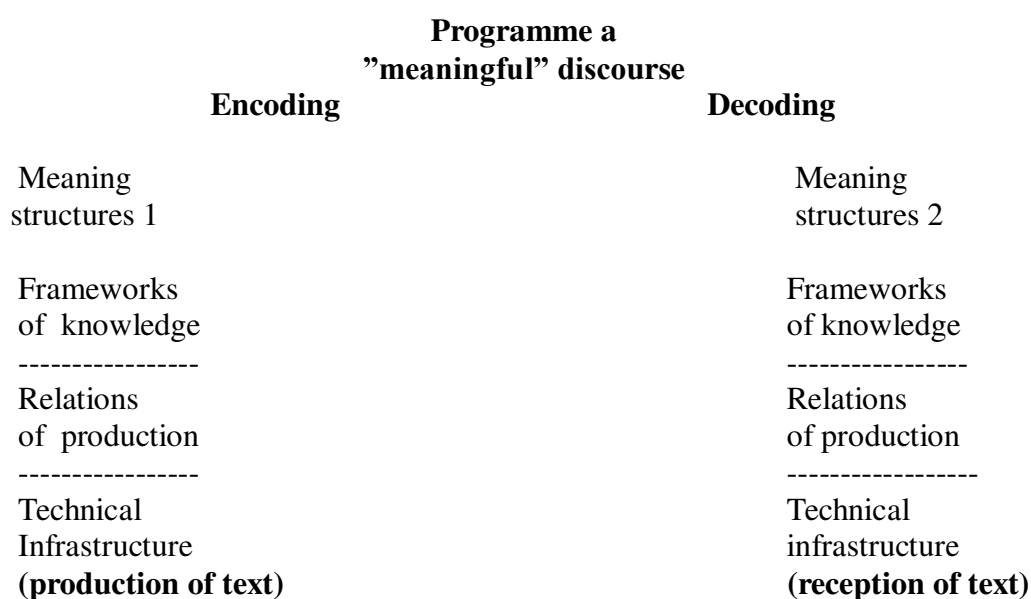 Programme a
”meaningful” discourse
Encoding Decoding
Meaning Meaning
structures 1 structures 2
Frameworks Frameworks
of knowledge of knowledge
----------------- -----------------
Relations Relations
of production of production
----------------- ------------------
Technical Technical
Infrastructure infrastructure
(production of text) (reception of text)